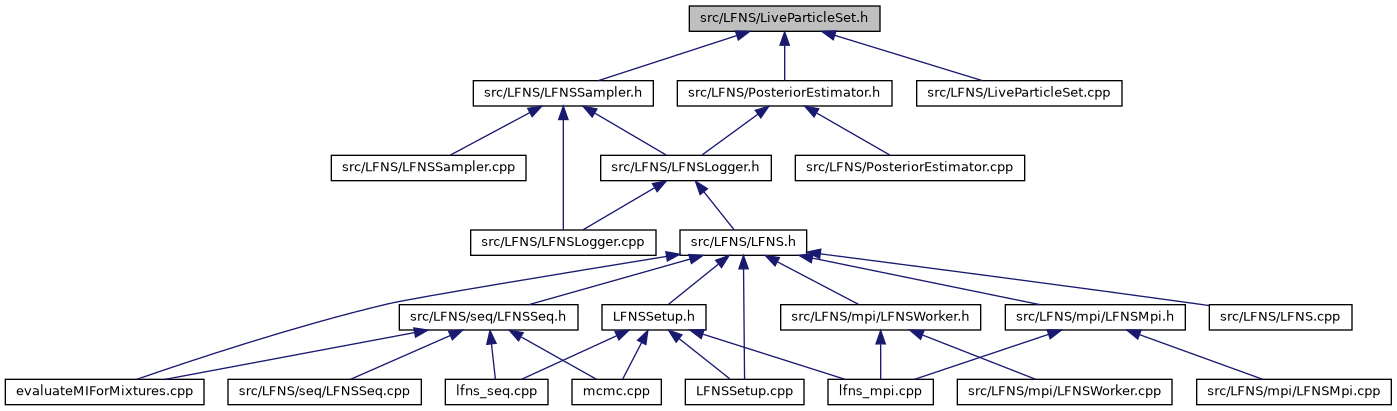 src/LFNS/LiveParticleSet.h
src/LFNS/LFNSSampler.h
src/LFNS/PosteriorEstimator.h
src/LFNS/LiveParticleSet.cpp
src/LFNS/LFNSSampler.cpp
src/LFNS/LFNSLogger.h
src/LFNS/PosteriorEstimator.cpp
src/LFNS/LFNSLogger.cpp
src/LFNS/LFNS.h
src/LFNS/seq/LFNSSeq.h
LFNSSetup.h
src/LFNS/mpi/LFNSWorker.h
src/LFNS/mpi/LFNSMpi.h
src/LFNS/LFNS.cpp
evaluateMIForMixtures.cpp
src/LFNS/seq/LFNSSeq.cpp
lfns_seq.cpp
mcmc.cpp
LFNSSetup.cpp
lfns_mpi.cpp
src/LFNS/mpi/LFNSWorker.cpp
src/LFNS/mpi/LFNSMpi.cpp